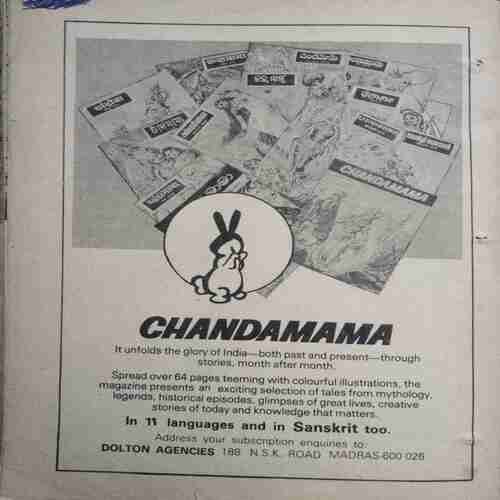 CHANDAMAMA
CHANDAMAMA
It unfolds the glory of India—both past and present—through
stories, month after month.
Spread over 64 pages teeming with colourful illustrations, the
magazine presents an exciting selection of tales from mythology,
legends, historical episodes, glimpses of great lives, creative
stories of today and knowledge that matters.
In 11 languages and in Sanskrit too.
Address your subscription enquiries to:
DOLTON AGENCIES 188 N.S.K. ROAD MADRAS-600 026